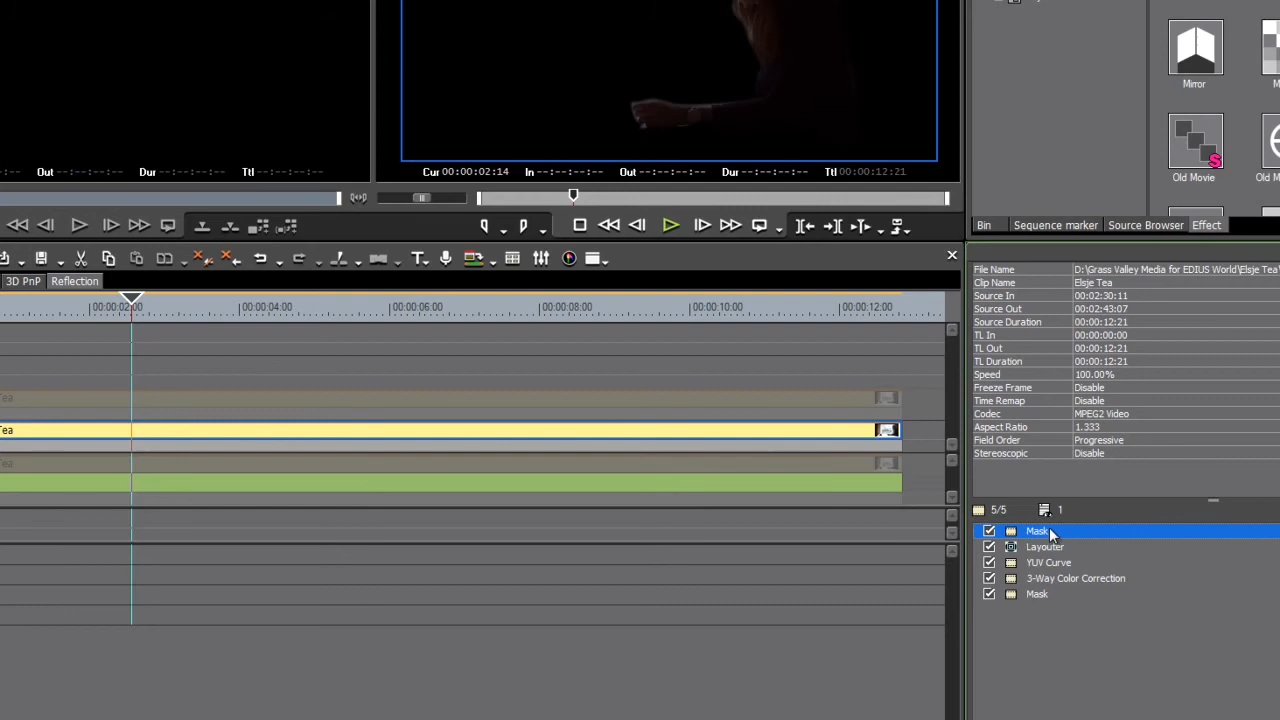 Mirror
Old Movie
Out --:--:--:--
Dur --:--:--:--
Ttl --:--:--:--
Cur 00:00:02:14
In --:--:--:--
Out --:--:--:--
Dur --:--:--:--
Ttl 00:00:12:21
Bin
Sequence marker
Source Browser
Effect
3D PnP
Reflection
00:00:02:00
00:00:04:00
00:00:06:00
00:00:08:00
00:00:10:00
00:00:12:00
Tea
Tea
Tea
File Name D:\Grass Valley Media for EDIUS World\Elsje Tea
Clip Name Elsje Tea
Source In 00:02:30:11
Source Out 00:02:43:07
Source Duration 00:00:12:21
TL In 00:00:00:00
TL Out 00:00:12:21
TL Duration 00:00:12:21
Speed 100.00%
Freeze Frame Disable
Time Remap Disable
Codec MPEG2 Video
Aspect Ratio 1.333
Field Order Progressive
Stereoscopic Disable
5/5 1
Mask
Layouter
YUV Curve
3-Way Color Correction
Mask